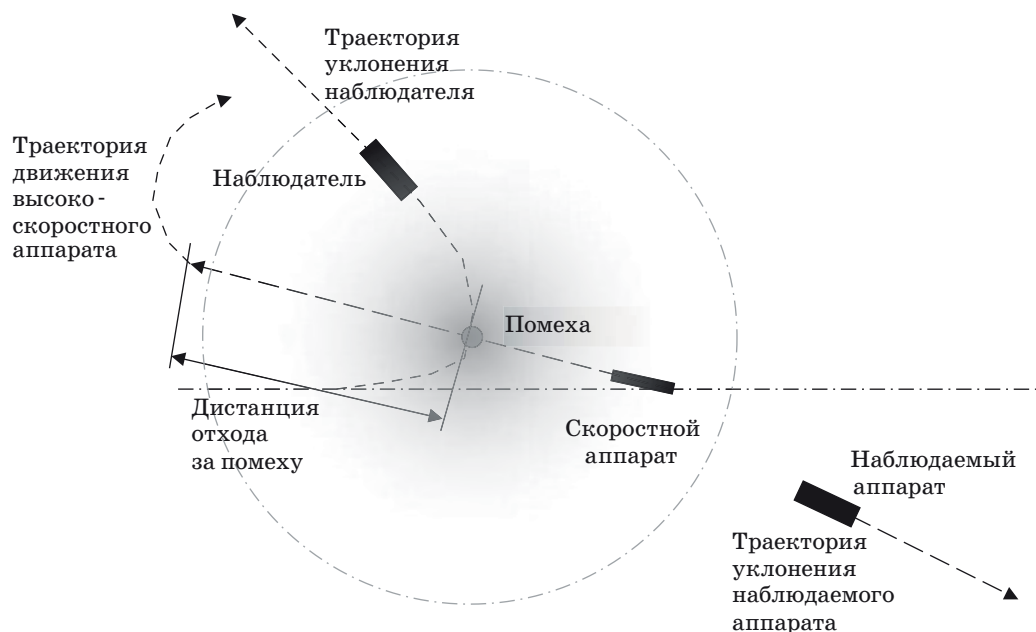 Траектория
уклонения
наблюдателя
Траектория
движения
высоко-
скоростного
аппарата
Наблюдатель
Помеха
Дистанция
отхода
за помеху
Скоростной
аппарат
Наблюдаемый
аппарат
Траектория
уклонения
наблюдаемого
аппарата